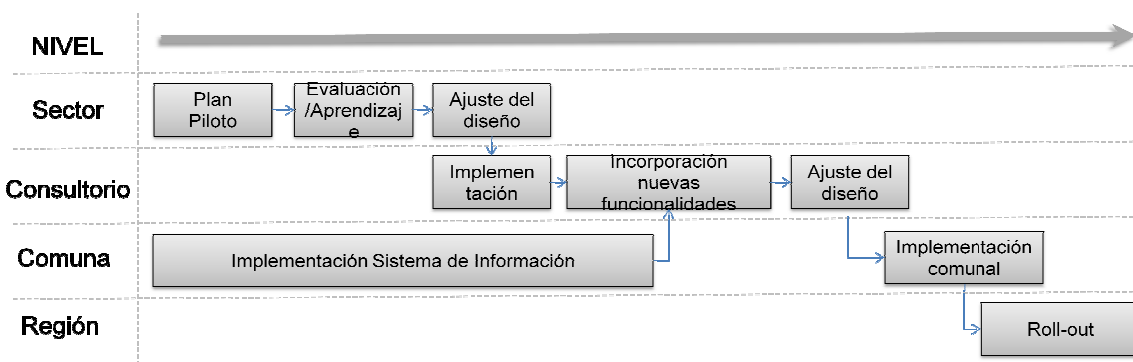 NIVEL
Sector
Plan
Piloto
Evaluación
/Aprendizaj
e
Ajuste del
diseño
Consultorio
Implemen
tación
Incorporación
nuevas
funcionalidades
Ajuste del
diseño
Comuna
Implementación Sistema de Información
Implementación
comunal
Región
Roll-out